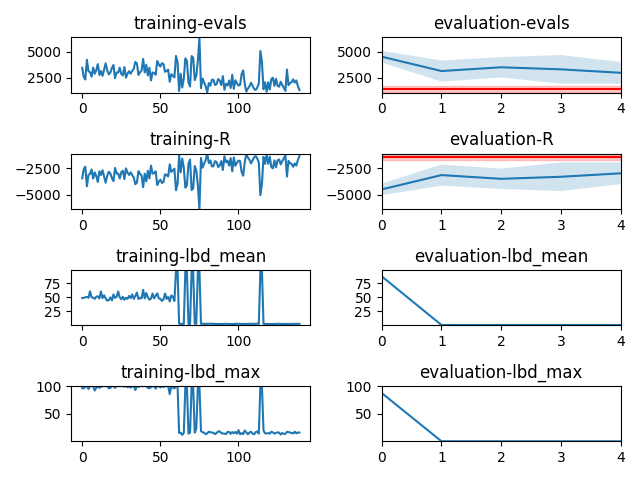 training-evals
evaluation-evals
5000
2500
0 50 100
5000
2500
0 1 2 3 4
training-R
evaluation-R
−2500
−5000
0 50 100
−2500
−5000
0 1 2 3 4
training-lbd_mean
evaluation-lbd_mean
75
50
25
0 50 100
75
50
25
0 1 2 3 4
training-lbd_max
evaluation-lbd_max
100
50
0 50 100
100
50
0 1 2 3 4